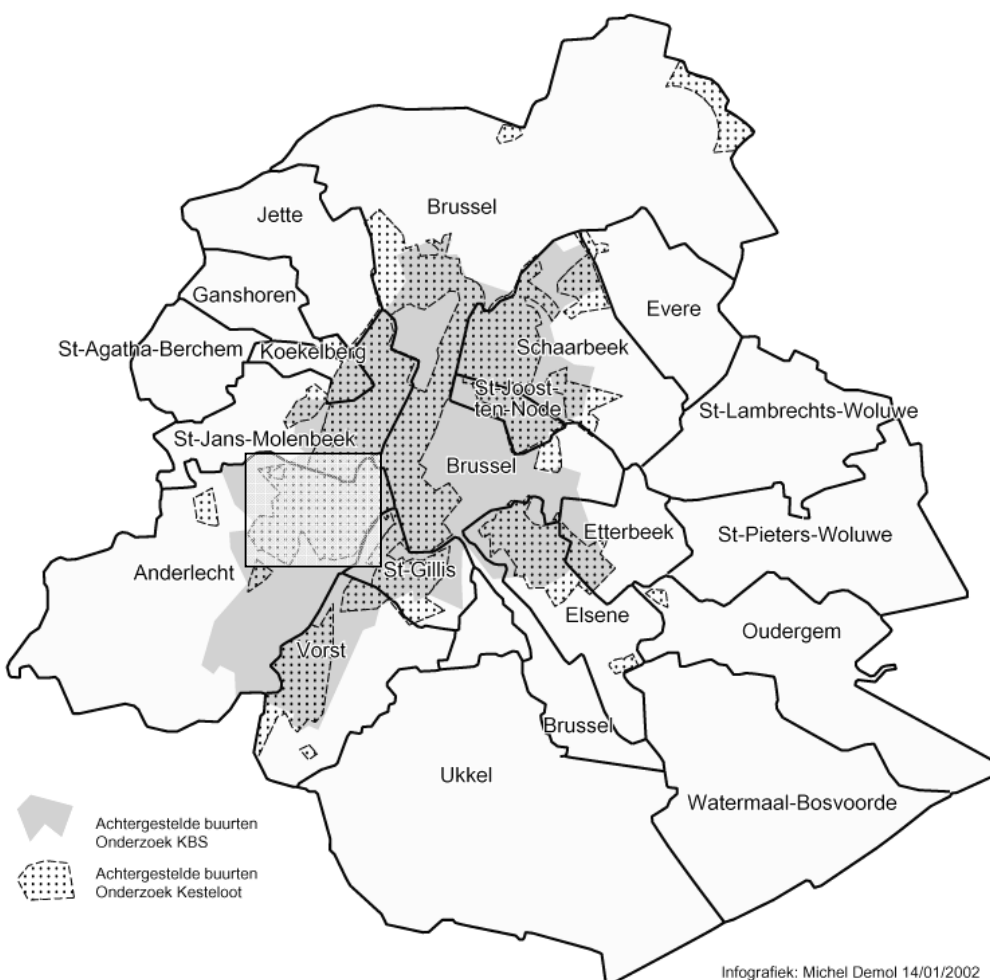 Brussel
Jette
Ganshoren
Evere
St-Agatha-Berchem
Koekelberg
Schaarbeek
St-Joost-
ten-Node
St-Lambrechts-Woluwe
St-Jans-Molenbeek
Brussel
Etterbeek
St-Pieters-Woluwe
Anderlecht
St-Gillis
Elsene
Oudergem
Vorst
Brussel
Ukkel
Watermaal-Bosvoorde
Achtergestelde buurten
Onderzoek KBS
Achtergestelde buurten
Onderzoek Kesteloot
Infografiek: Michel Demol 14/01/2002